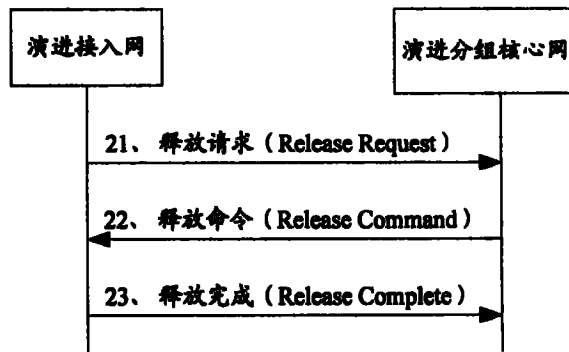 演进接入网
演进分组核心网
21、 释放请求（Release Request）
22、 释放命令（Release Command）
23、 释放完成（Release Complete）